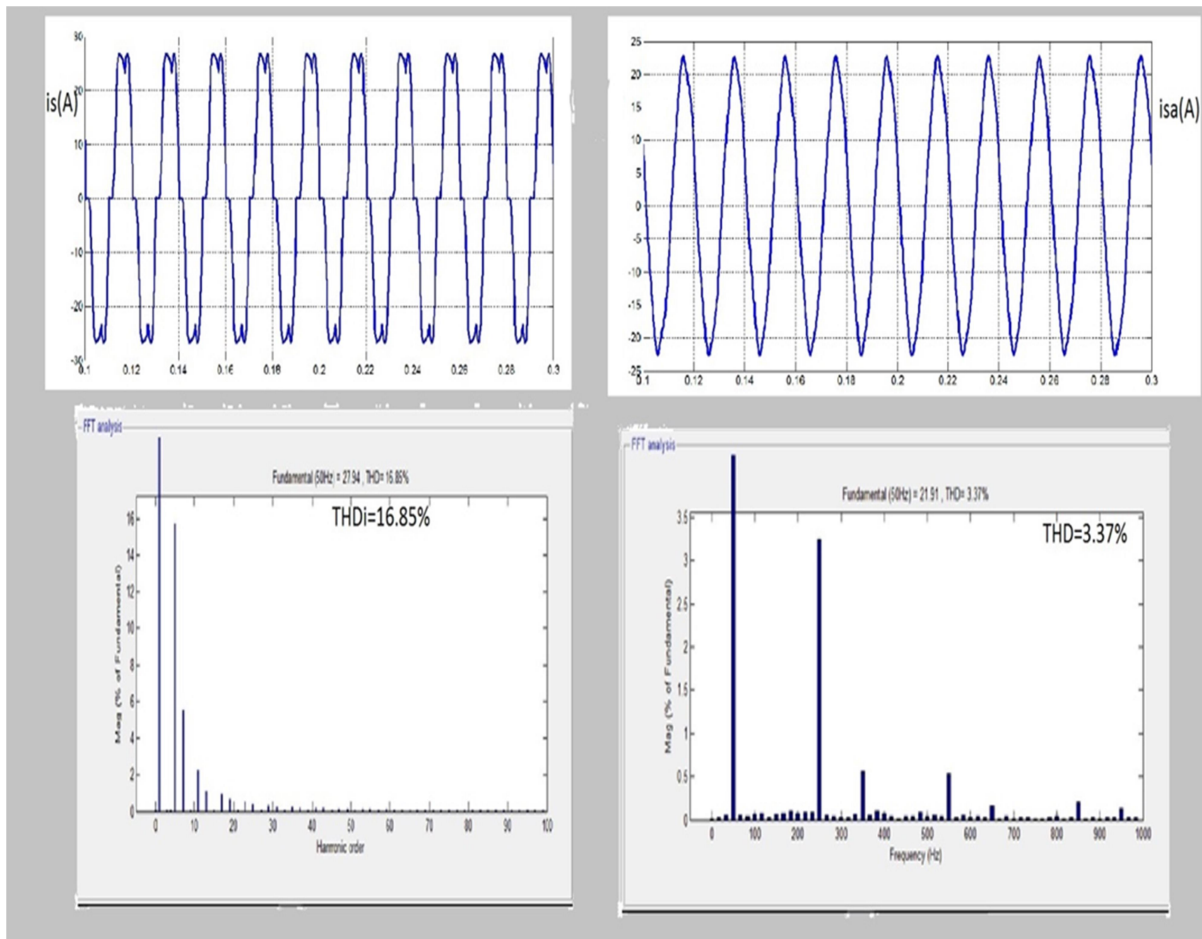 30
20
10
0
-10
-20
-30
is(A)
0.1 0.12 0.14 0.16 0.18 0.2 0.22 0.24 0.26 0.28 0.3
25
20
15
10
5
0
-5
-10
-15
-20
-25
isa(A)
0.1 0.12 0.14 0.16 0.18 0.2 0.22 0.24 0.26 0.28 0.3
FFT analysis
Fundamental (50Hz) = 27.94 , THD= 16.85%
THDi=16.85%
16
14
12
10
8
6
4
2
0
Mag (% of Fundamental)
0 10 20 30 40 50 60 70 80 90 100
Harmonic order
FFT analysis
Fundamental (50Hz) = 21.91 , THD= 3.37%
THD=3.37%
3.5
3
2.5
2
1.5
1
0.5
0
Mag (% of Fundamental)
0 100 200 300 400 500 600 700 800 900 1000
Frequency (Hz)